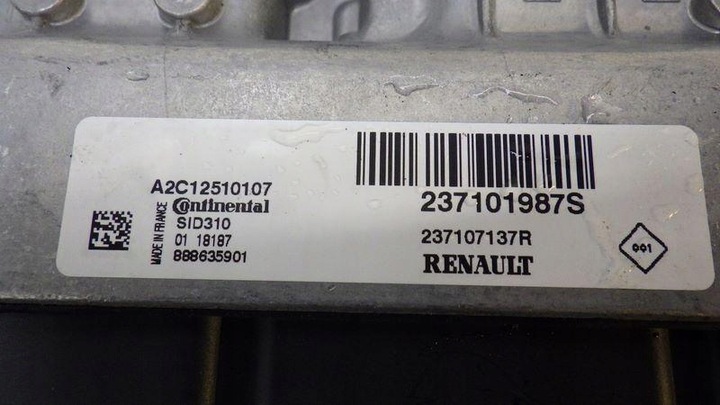 A2C12510107
Continental
SID310
01 18187
888635901
MADE IN FRANCE
237101987S
237107137R
RENAULT
001